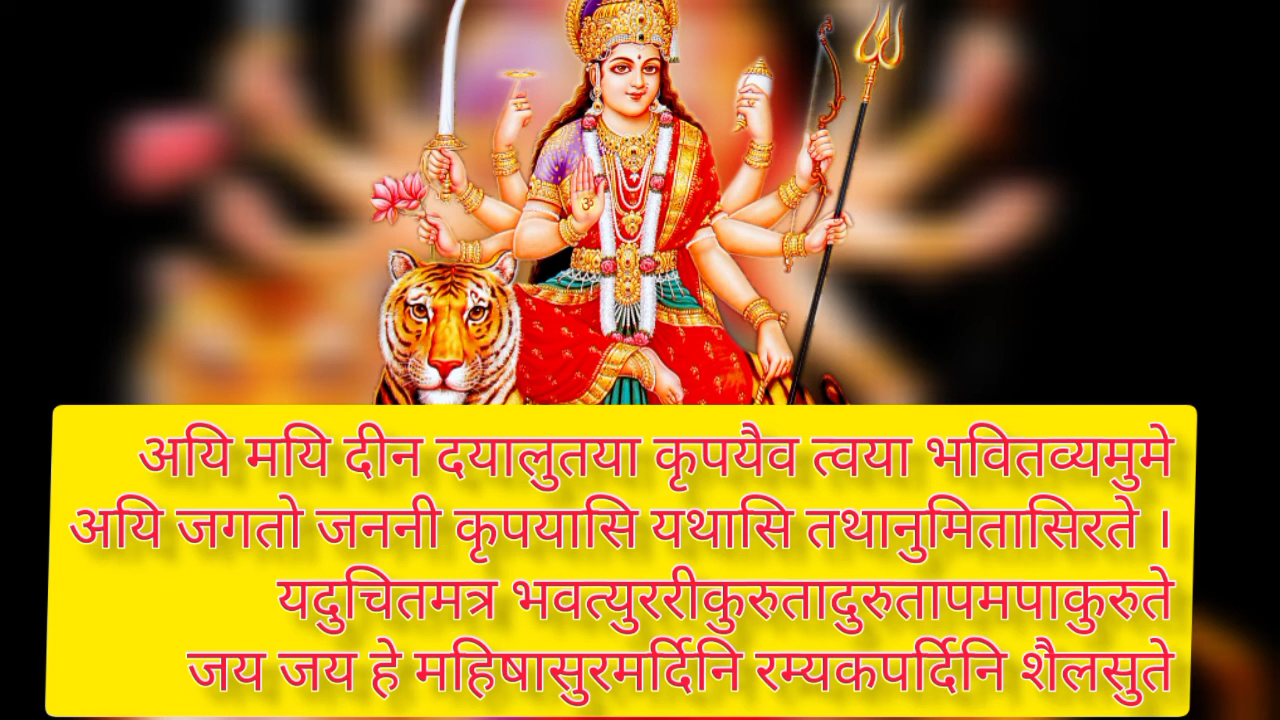 अयि मयि दीन दयालुतया कृपयैव त्वया भवितव्यमुमे
अयि जगतो जननी कृपयासि यथासि तथानुमितासिरते ।
यदुचितमत्र भवत्युररीकुरुतादुरुतापमपाकुरुते
जय जय हे महिषासुरमर्दिनि रम्यकपर्दिनि शैलसुते